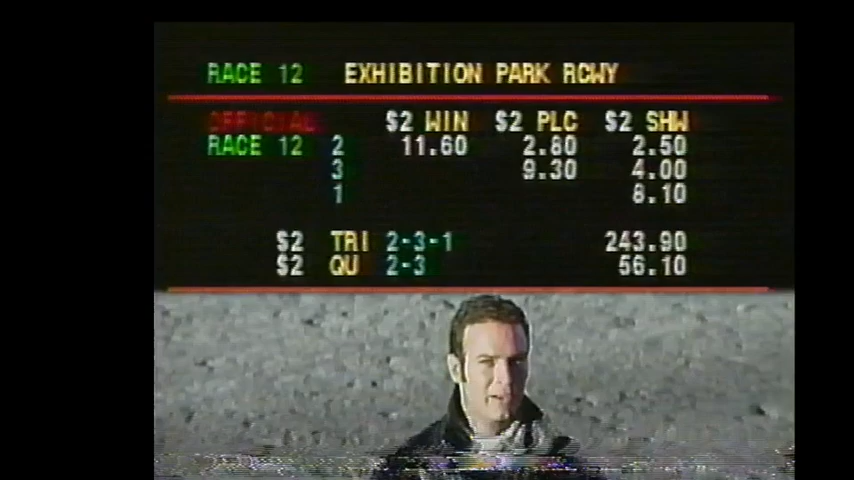 RACE 12 EXHIBITION PARK RCWY
OFFICIAL $2 WIN $2 PLC $2 SHW
RACE 12 2 11.60 2.80 2.50
3 9.30 4.00
1 8.10
$2 TRI 2-3-1 243.90
$2 QU 2-3 56.10